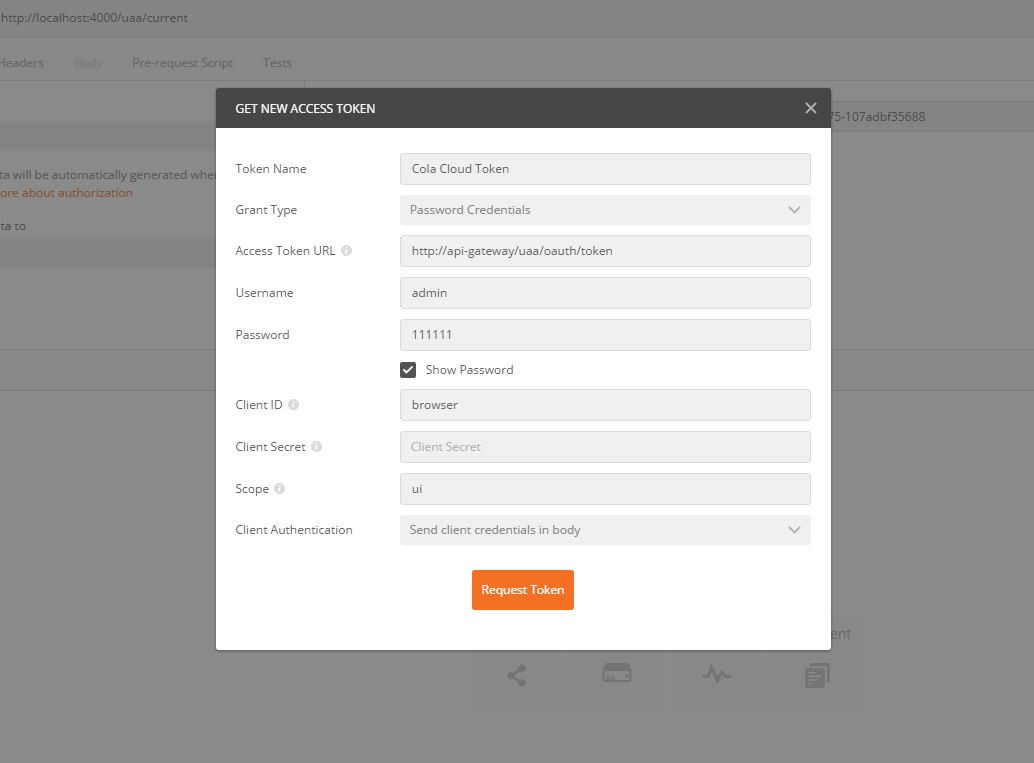 http://localhost:4000/uaa/current
Headers Body Pre-request Script Tests
GET NEW ACCESS TOKEN
75-107adbf35688
Token Name Cola Cloud Token
ta will be automatically generated when
ore about authorization
Grant Type Password Credentials
ta to
Access Token URL http://api-gateway/uaa/oauth/token
Username admin
Password 111111
Show Password
Client ID browser
Client Secret Client Secret
Scope ui
Client Authentication Send client credentials in body
Request Token
ent